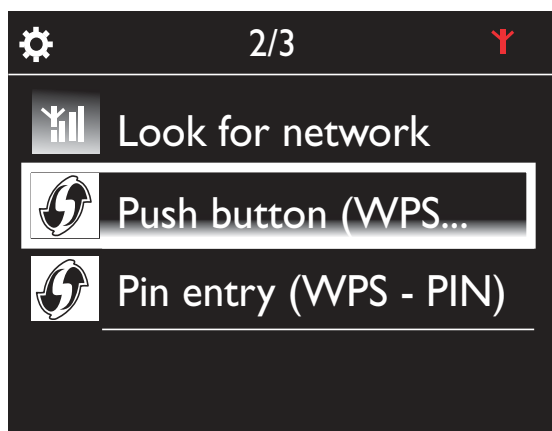 2/3
Look for network
Push button (WPS...
Pin entry (WPS - PIN)